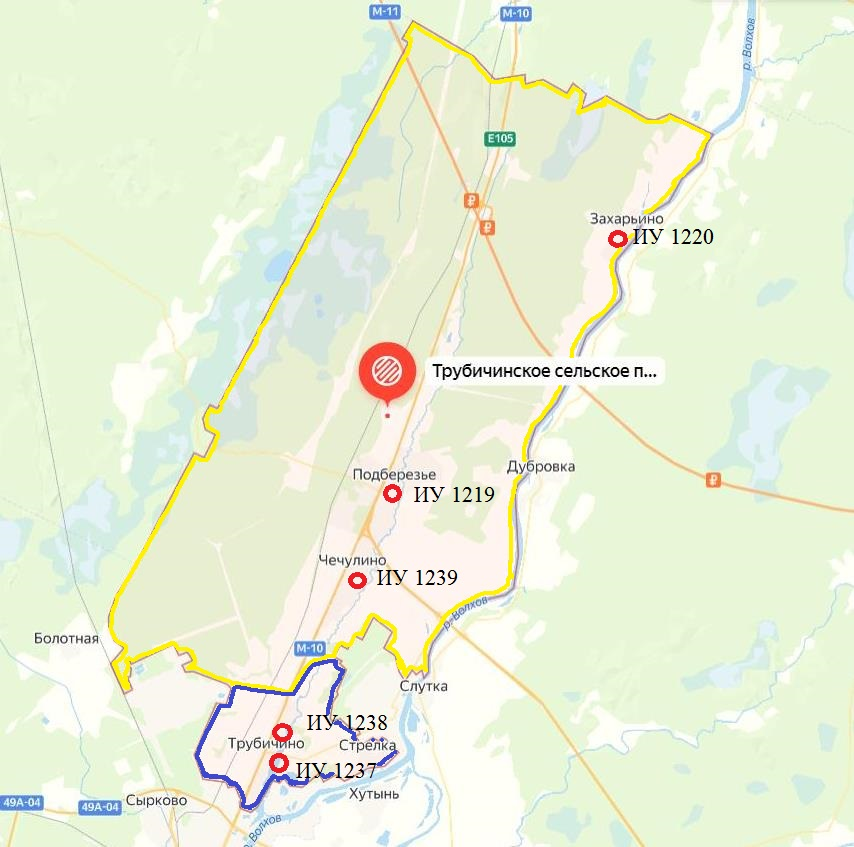 М-11
М-10
р. Волхов
E105
₽
Захарьино
₽
ИУ 1220
Трубичинское сельское п...
Подберезье
Дубровка
₽
ИУ 1219
Чечулино
ИУ 1239
р. Волхов
Болотная
М-10
Слутка
ИУ 1238
Трубичино
Стрелка
ИУ 1237
Сырково
Хутынь
49А-04
49А-04
р. Волхов